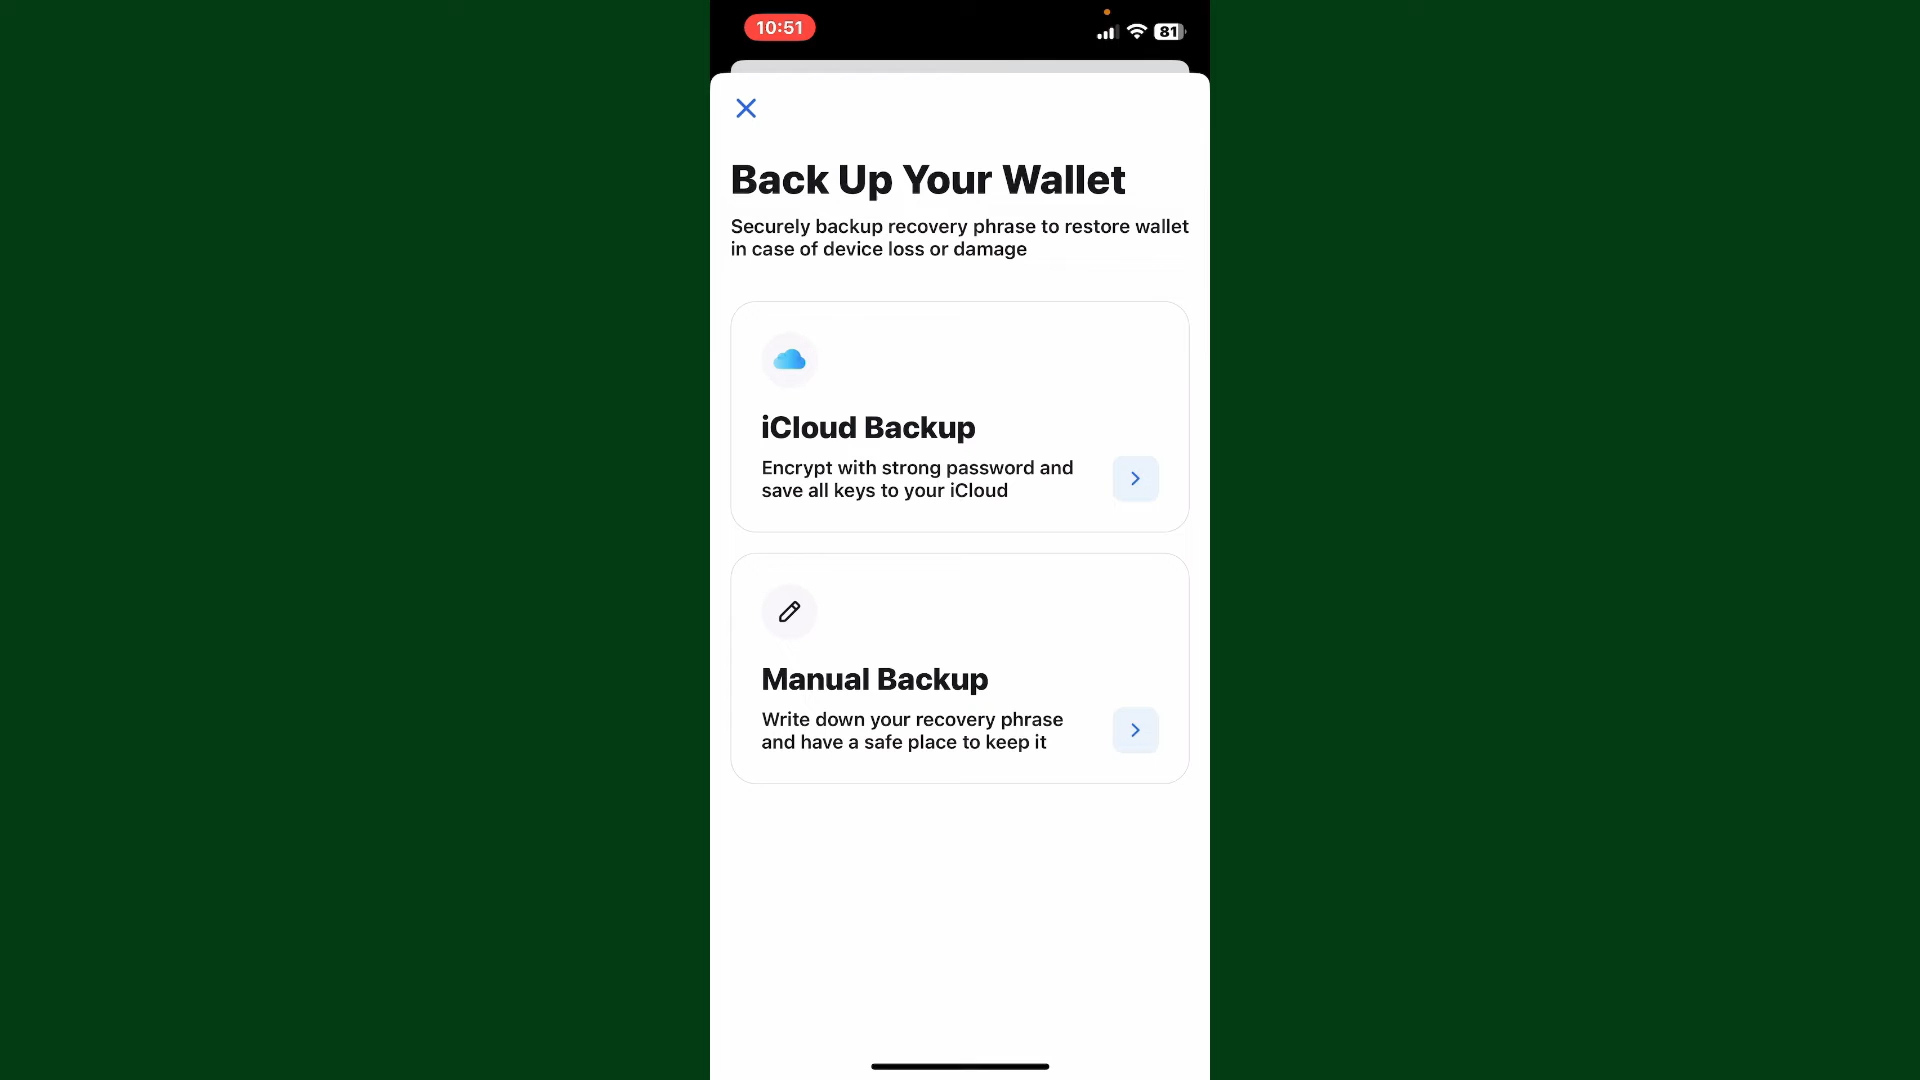 10:51
81
Back Up Your Wallet
Securely backup recovery phrase to restore wallet
in case of device loss or damage
iCloud Backup
Encrypt with strong password and
save all keys to your iCloud
Manual Backup
Write down your recovery phrase
and have a safe place to keep it